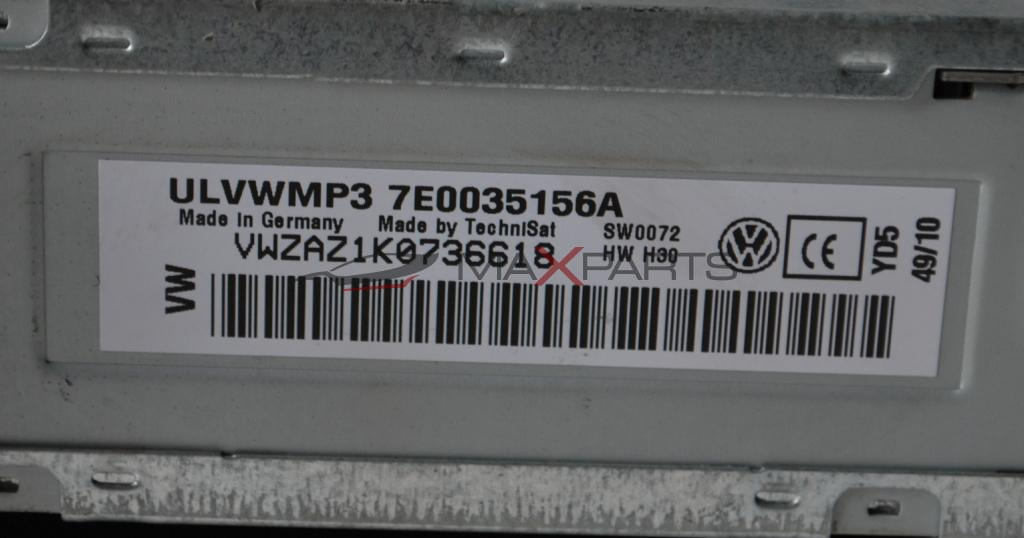 ULVWMP3 7E0035156A
Made in Germany Made by TechniSat SW0072
VWZAZ1K0736618 HW H30
VW
CE
YD5
49/10
MAXPARTS